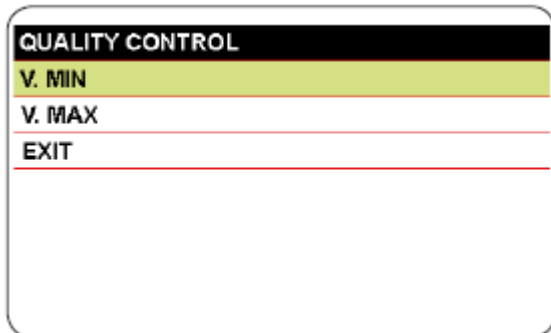 QUALITY CONTROL
V. MIN
V. MAX
EXIT